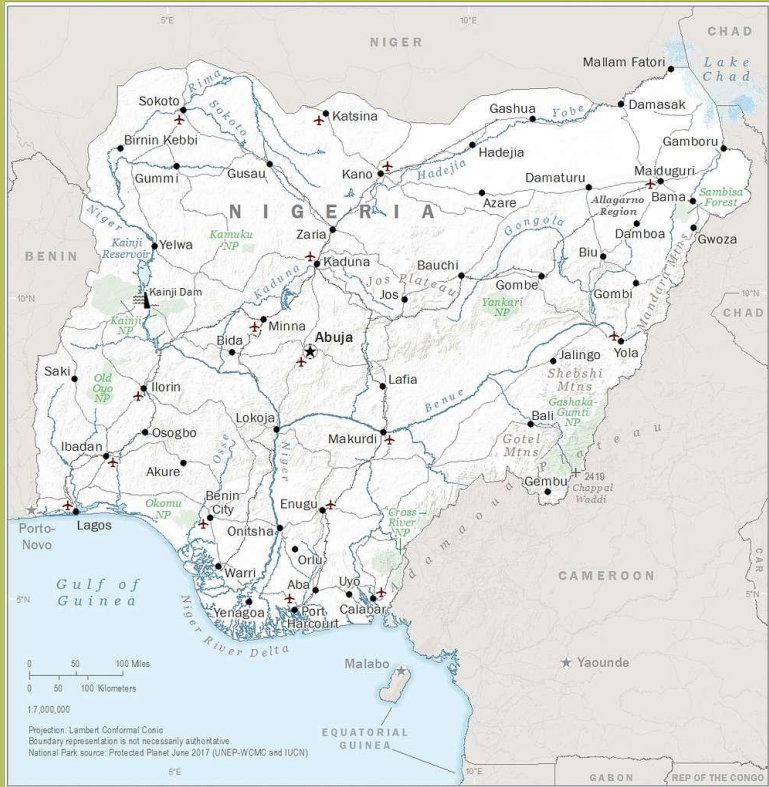 5°E
10°E
CHAD
NIGER
Lake
Chad
Mallam Fatori
Rima
Sokoto
Katsina
Gashua
Yobe
Damasak
Sokoto
Birnin Kebbi
Hadejia
Gamboru
Gummi
Gusau
Kano
Hadejia
Damaturu
Maiduguri
Azare
Allagarno
Region
Bama
Sambisa
Forest
NIGERIA
Niger
Kamuku
NP
Zaria
Gongola
Damboa
Gwoza
BENIN
Kainji
Reservoir
Yelwa
Kaduna
Bauchi
Biu
Mandara Mtns
Kaduna
Jos Plateau
Gombe
Gombi
10°N
Kainji Dam
Jos
Yankari
NP
10°N
CHAD
Kainji
NP
Minna
Bida
Abuja
Yola
Saki
Old
Oyo
NP
Ilorin
Lafia
Jalingo
Shebshi
Mtns
Benue
Gashaka-
Gumti
NP
Ibadan
Osogbo
Lokoja
Makurdi
Bali
Gotel
Mtns
Osse
Niger
Akure
2419
Chappal
Waddi
Gembu
Okomu
NP
Benin
City
Enugu
Cross
River
NP
Porto-
Novo
Lagos
Onitsha
Orlu
CAMEROON
CAR
Gulf of
Guinea
Warri
Aba
Uyo
5°N
5°N
Yenagoa
Port
Harcourt
Calabar
Niger River Delta
Malabo
Yaounde
0 50 100 Miles
0 50 100 Kilometers
1:7,000,000
Projection: Lambert Conformal Conic
Boundary representation is not necessarily authoritative.
National Park source: Protected Planet June 2017 (UNEP-WCMC and IUCN)
EQUATORIAL
GUINEA
5°E
10°E
GABON
REP OF THE CONGO